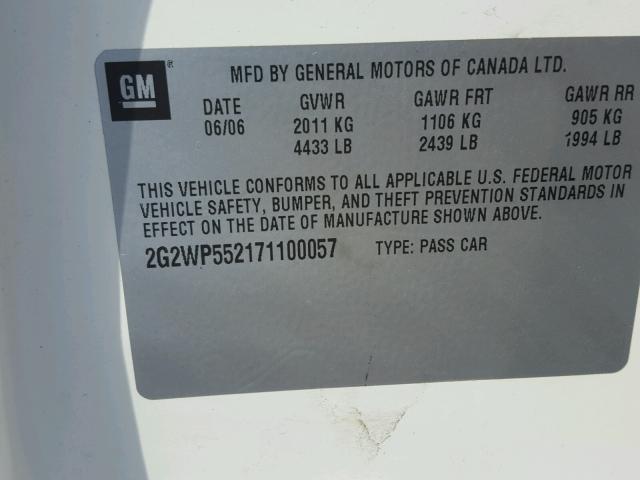 GM ®
MFD BY GENERAL MOTORS OF CANADA LTD.
DATE GVWR GAWR FRT GAWR RR
06/06 2011 KG 1106 KG 905 KG
4433 LB 2439 LB 1994 LB
THIS VEHICLE CONFORMS TO ALL APPLICABLE U.S. FEDERAL MOTOR
VEHICLE SAFETY, BUMPER, AND THEFT PREVENTION STANDARDS IN
EFFECT ON THE DATE OF MANUFACTURE SHOWN ABOVE.
2G2WP552171100057 TYPE: PASS CAR